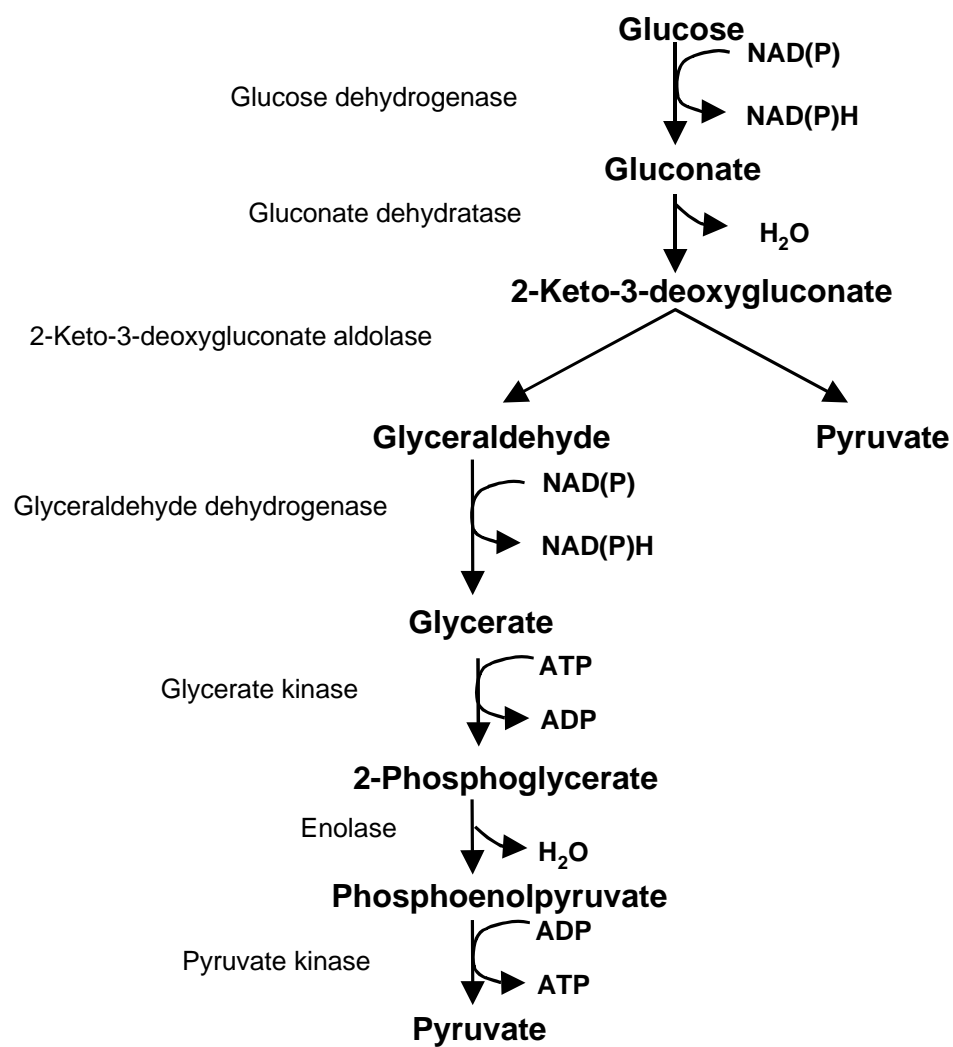 Glucose
NAD(P)
Glucose dehydrogenase
NAD(P)H
Gluconate
Gluconate dehydratase
H₂O
2-Keto-3-deoxygluconate
2-Keto-3-deoxygluconate aldolase
Glyceraldehyde
Pyruvate
NAD(P)
Glyceraldehyde dehydrogenase
NAD(P)H
Glycerate
ATP
Glycerate kinase
ADP
2-Phosphoglycerate
Enolase
H₂O
Phosphoenolpyruvate
ADP
Pyruvate kinase
ATP
Pyruvate